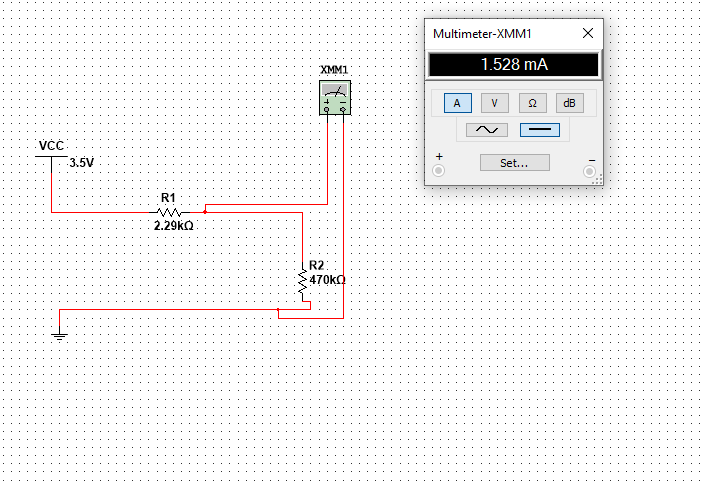 Multimeter-XMM1
1.528 mA
A V Ω dB
+ −
Set...
XMM1
VCC
3.5V
R1
2.29kΩ
R2
470kΩ